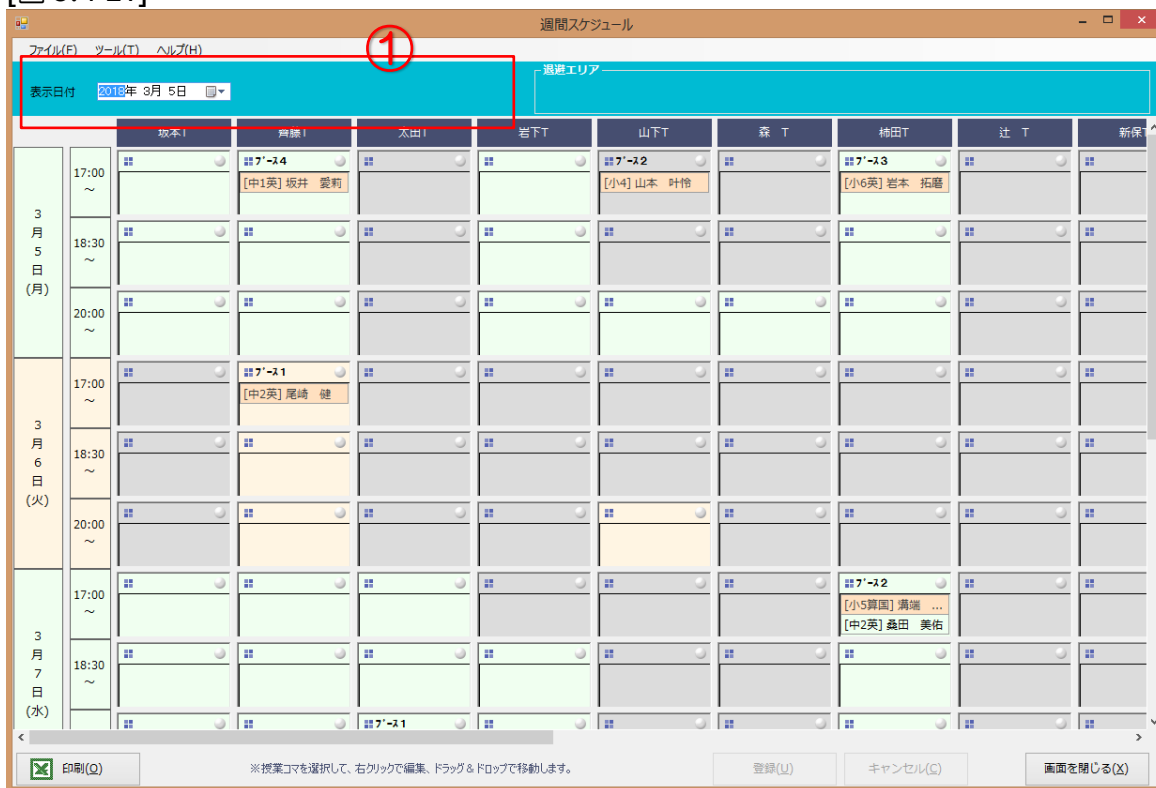 週間スケジュール
ファイル(F) ツール(T) ヘルプ(H)
①
表示日付 2018年 3月 5日
退避エリア
坂本T 齊藤T 太田T 岩下T 山下T 森 T 柿田T 辻 T 新保T
3月5日(月)
17:00～
ﾌﾞｰｽ4
[中1英] 坂井 愛莉
ﾌﾞｰｽ2
[小4] 山本 叶怜
ﾌﾞｰｽ3
[小6英] 岩本 拓磨
18:30～
20:00～
3月6日(火)
17:00～
ﾌﾞｰｽ1
[中2英] 尾崎 健
18:30～
20:00～
3月7日(水)
17:00～
ﾌﾞｰｽ2
[小5算国] 溝端 ...
[中2英] 桑田 美佑
18:30～
ﾌﾞｰｽ1
印刷(O)
※授業コマを選択して、右クリックで編集、ドラッグ＆ドロップで移動します。
登録(U) キャンセル(C) 画面を閉じる(X)